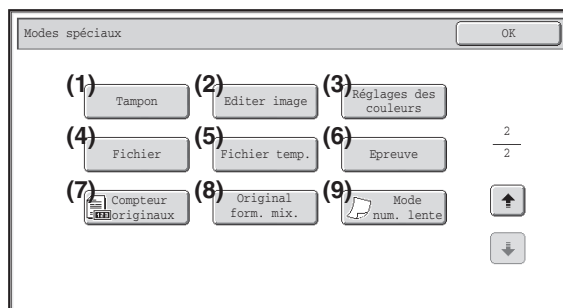 Modes spéciaux OK
(1) Tampon (2) Editer image (3) Réglages des
couleurs
(4) Fichier (5) Fichier temp. (6) Epreuve
2
2
(7) Compteur
originaux
123
(8) Original
form. mix.
(9) Mode
num. lente